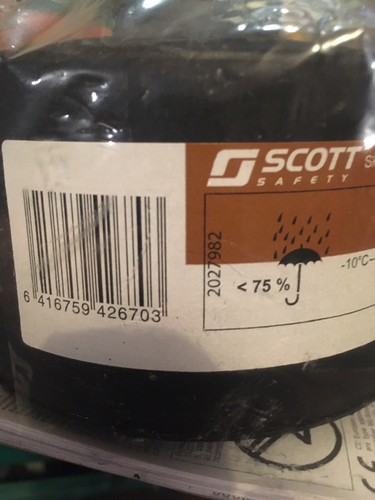 SCOTT
SAFETY
2027982
< 75 %
-10°C-
6 416759 426703